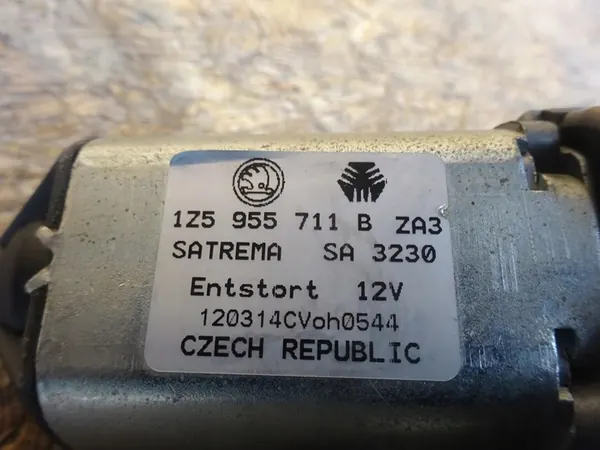 1Z5 955 711 B ZA3
SATREMA SA 3230
Entstort 12V
120314CVoh0544
CZECH REPUBLIC